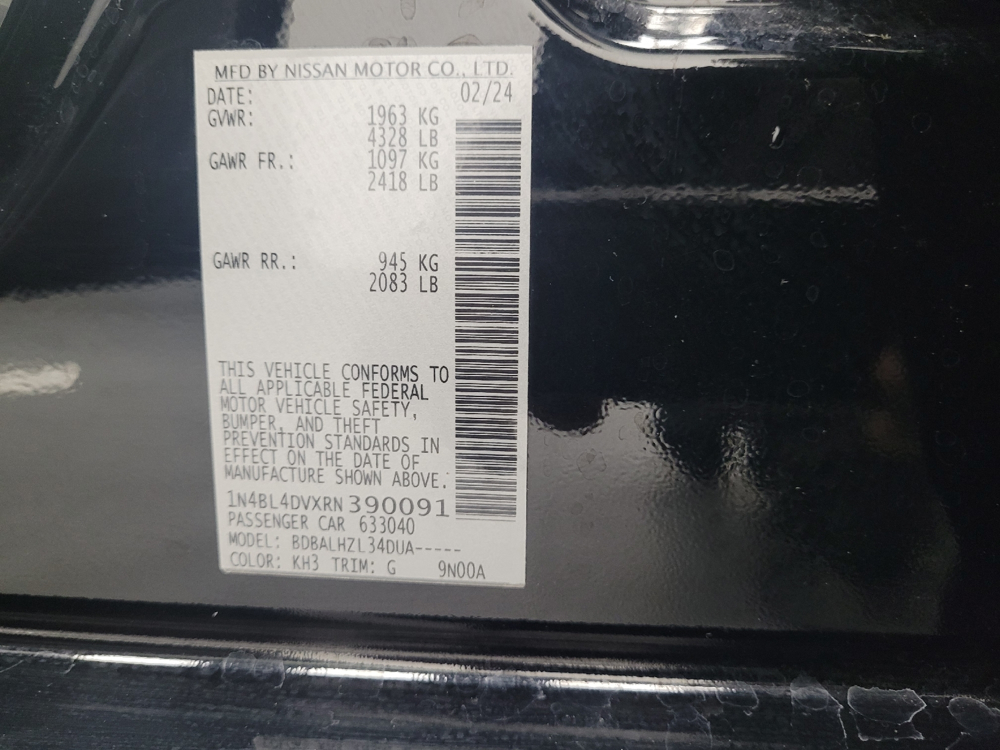 MFD BY NISSAN MOTOR CO., LTD.
DATE: 02/24
GVWR: 1963 KG
4328 LB
GAWR FR.: 1097 KG
2418 LB
GAWR RR.: 945 KG
2083 LB
THIS VEHICLE CONFORMS TO
ALL APPLICABLE FEDERAL
MOTOR VEHICLE SAFETY,
BUMPER, AND THEFT
PREVENTION STANDARDS IN
EFFECT ON THE DATE OF
MANUFACTURE SHOWN ABOVE.
1N4BL4DVXRN390091
PASSENGER CAR 633040
MODEL: BDBALHZL34DUA-----
COLOR: KH3 TRIM: G 9N00A